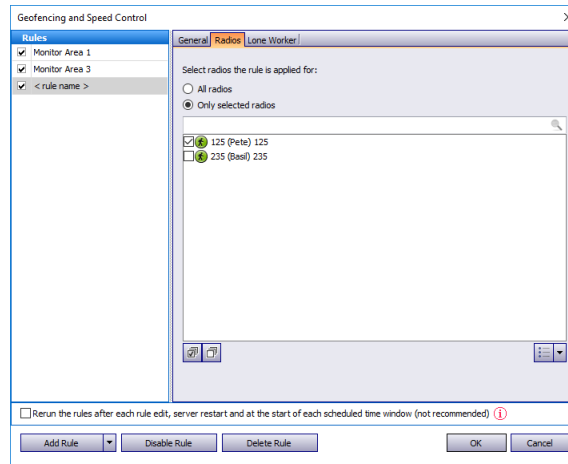 Geofencing and Speed Control
Rules
Monitor Area 1
Monitor Area 3
< rule name >
General Radios Lone Worker
Select radios the rule is applied for:
All radios
Only selected radios
125 (Pete) 125
235 (Basil) 235
Rerun the rules after each rule edit, server restart and at the start of each scheduled time window (not recommended)
Add Rule Disable Rule Delete Rule OK Cancel